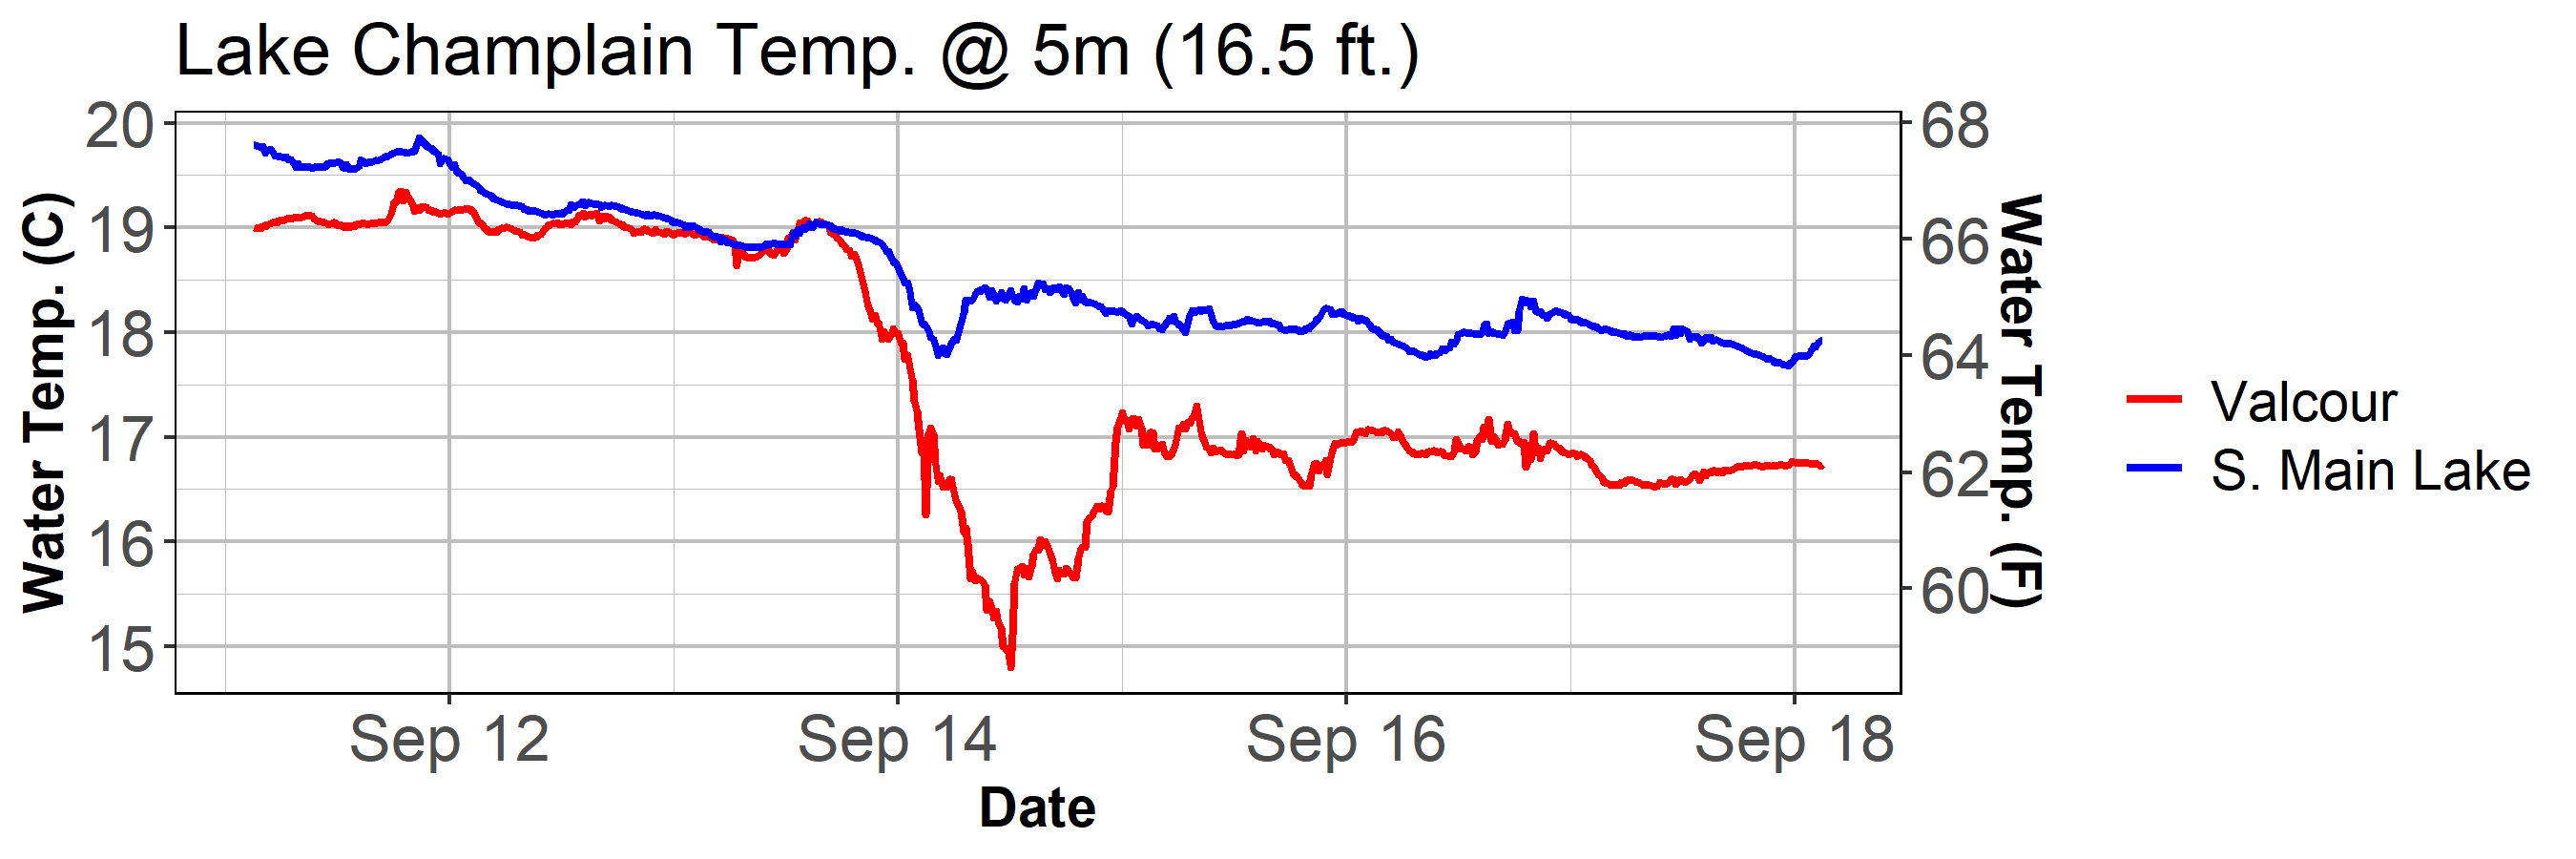 Lake Champlain Temp. @ 5m (16.5 ft.)
20
19
18
17
16
15
Water Temp. (C)
68
66
64
62
60
Water Temp. (F)
Sep 12
Sep 14
Sep 16
Sep 18
Date
Valcour
S. Main Lake